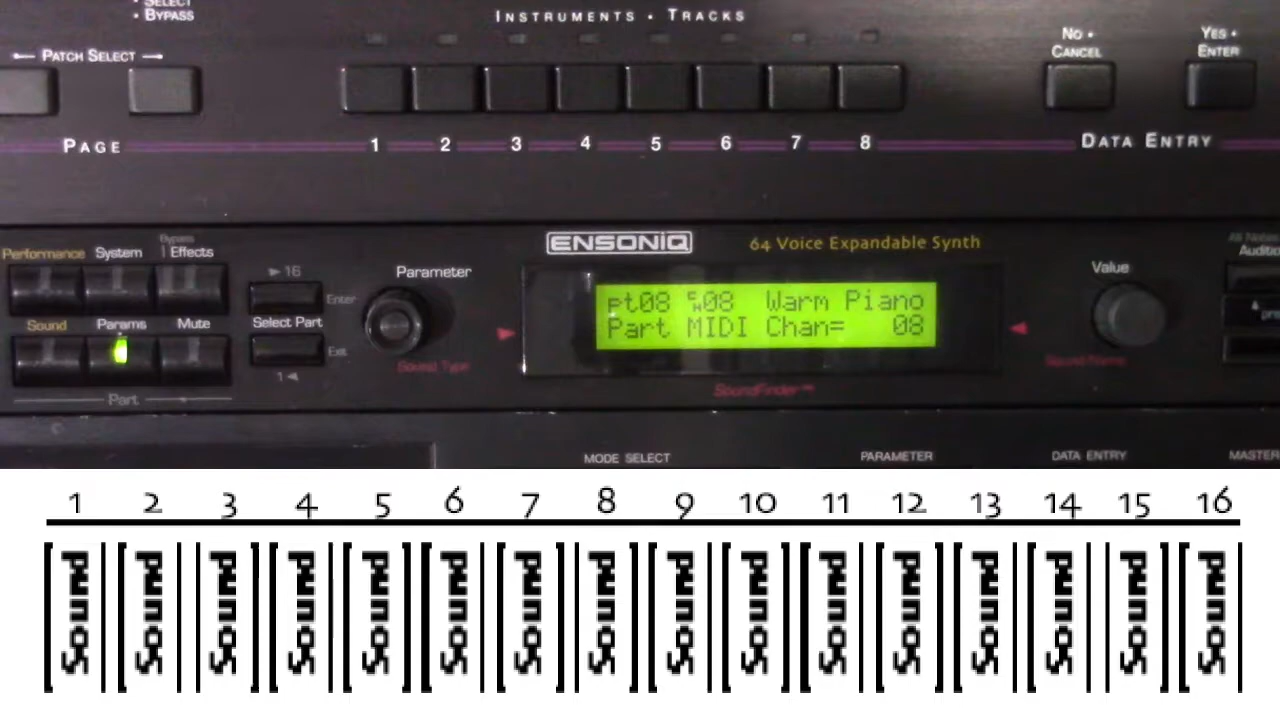 • SELECT
• BYPASS
INSTRUMENTS • TRACKS
← PATCH SELECT →
NO •
CANCEL
YES •
ENTER
PAGE
1 2 3 4 5 6 7 8
DATA ENTRY
Performance System Bypass
Effects
►16
Parameter
ENSONIQ
64 Voice Expandable Synth
Value
Enter
Sound Params Mute
Select Part
Exit
1◄
Part
Sound Type
pt08 CH08 Warm Piano
Part MIDI Chan= 08
SoundFinder™
Sound Name
MODE SELECT
PARAMETER
DATA ENTRY
MASTER
1 2 3 4 5 6 7 8 9 10 11 12 13 14 15 16
Sound Sound Sound Sound Sound Sound Sound Sound Sound Sound Sound Sound Sound Sound Sound Sound